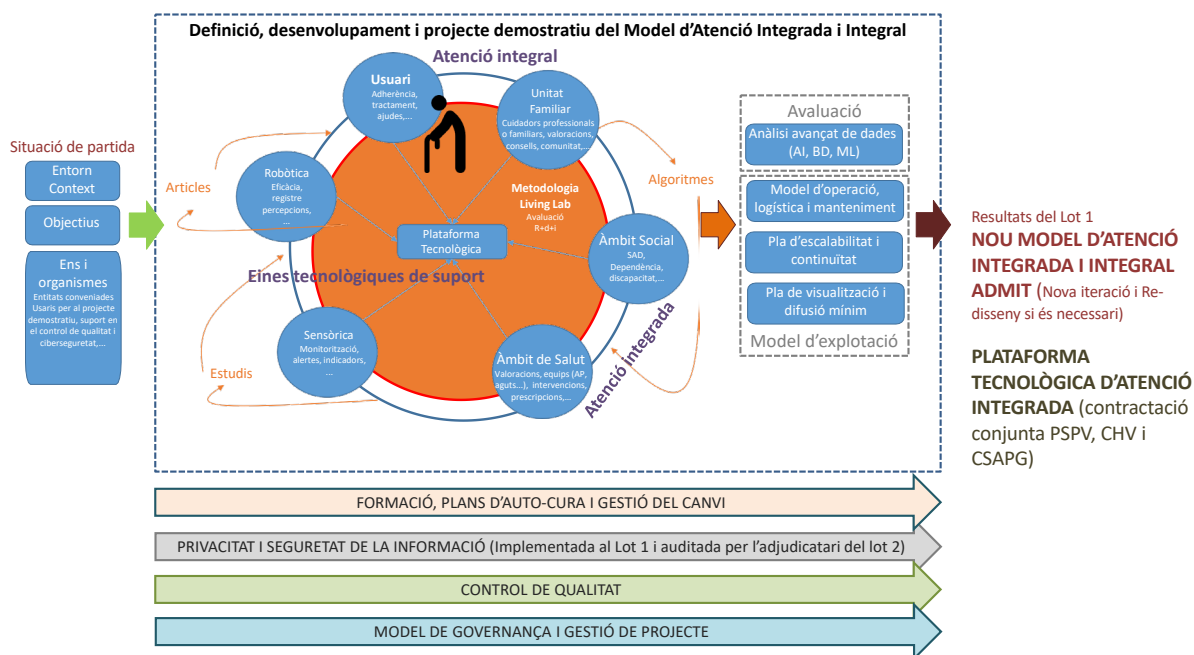 Definició, desenvolupament i projecte demostratiu del Model d'Atenció Integrada i Integral
Situació de partida
Entorn
Context
Objectius
Ens i
organismes
Entitats conveniades
Usaris per al projecte
demostratiu, suport en
el control de qualitat i
ciberseguretat,...
Atenció integral
Usuari
Adherència,
tractament,
ajudes,...
Unitat
Familiar
Cuidadors professionals
o familiars, valoracions,
consells, comunitat,...
Robòtica
Eficàcia,
registre
percepcions,
...
Articles
Algoritmes
Metodologia
Living Lab
Avaluació
R+d+i
Plataforma
Tecnològica
Àmbit Social
SAD,
Dependència,
discapacitat,...
Eines tecnològiques de suport
Sensòrica
Monitorització,
alertes, indicadors,
...
Estudis
Àmbit de Salut
Valoracions, equips (AP,
aguts...), intervencions,
prescripcions,...
Atenció integrada
Avaluació
Anàlisi avançat de dades
(AI, BD, ML)
Model d'operació,
logística i manteniment
Pla d'escalabilitat i
continuïtat
Pla de visualització i
difusió mínim
Model d'explotació
Resultats del Lot 1
NOU MODEL D'ATENCIÓ
INTEGRADA I INTEGRAL
ADMIT (Nova iteració i Re-
disseny si és necessari)
PLATAFORMA
TECNOLÒGICA D'ATENCIÓ
INTEGRADA (contractació
conjunta PSPV, CHV i
CSAPG)
FORMACIÓ, PLANS D'AUTO-CURA I GESTIÓ DEL CANVI
PRIVACITAT I SEGURETAT DE LA INFORMACIÓ (Implementada al Lot 1 i auditada per l'adjudicatari del lot 2)
CONTROL DE QUALITAT
MODEL DE GOVERNANÇA I GESTIÓ DE PROJECTE